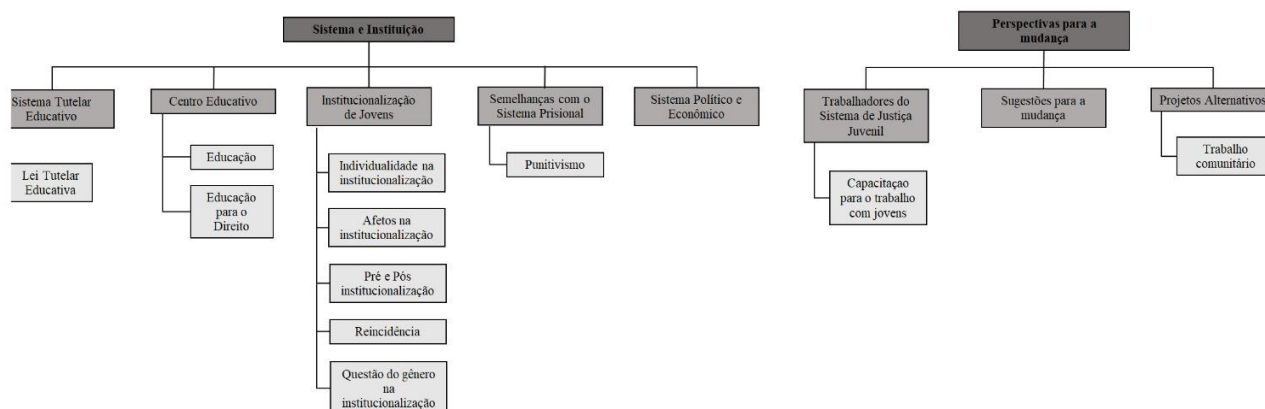 Sistema e Instituição
Sistema Tutelar
Educativo
Lei Tutelar
Educativa
Centro Educativo
Educação
Educação
para o
Direito
Institucionalização
de Jovens
Individualidade na
institucionalização
Afetos na
institucionalização
Pré e Pós
institucionalização
Reincidência
Questão do gênero
na
institucionalização
Semelhanças com o
Sistema Prisional
Punitivismo
Sistema Político e
Econômico
Perspectivas para a
mudança
Trabalhadores do
Sistema de Justiça
Juvenil
Capacitaçao
para o trabalho
com jovens
Sugestões para a
mudança
Projetos Alternativos
Trabalho
comunitário